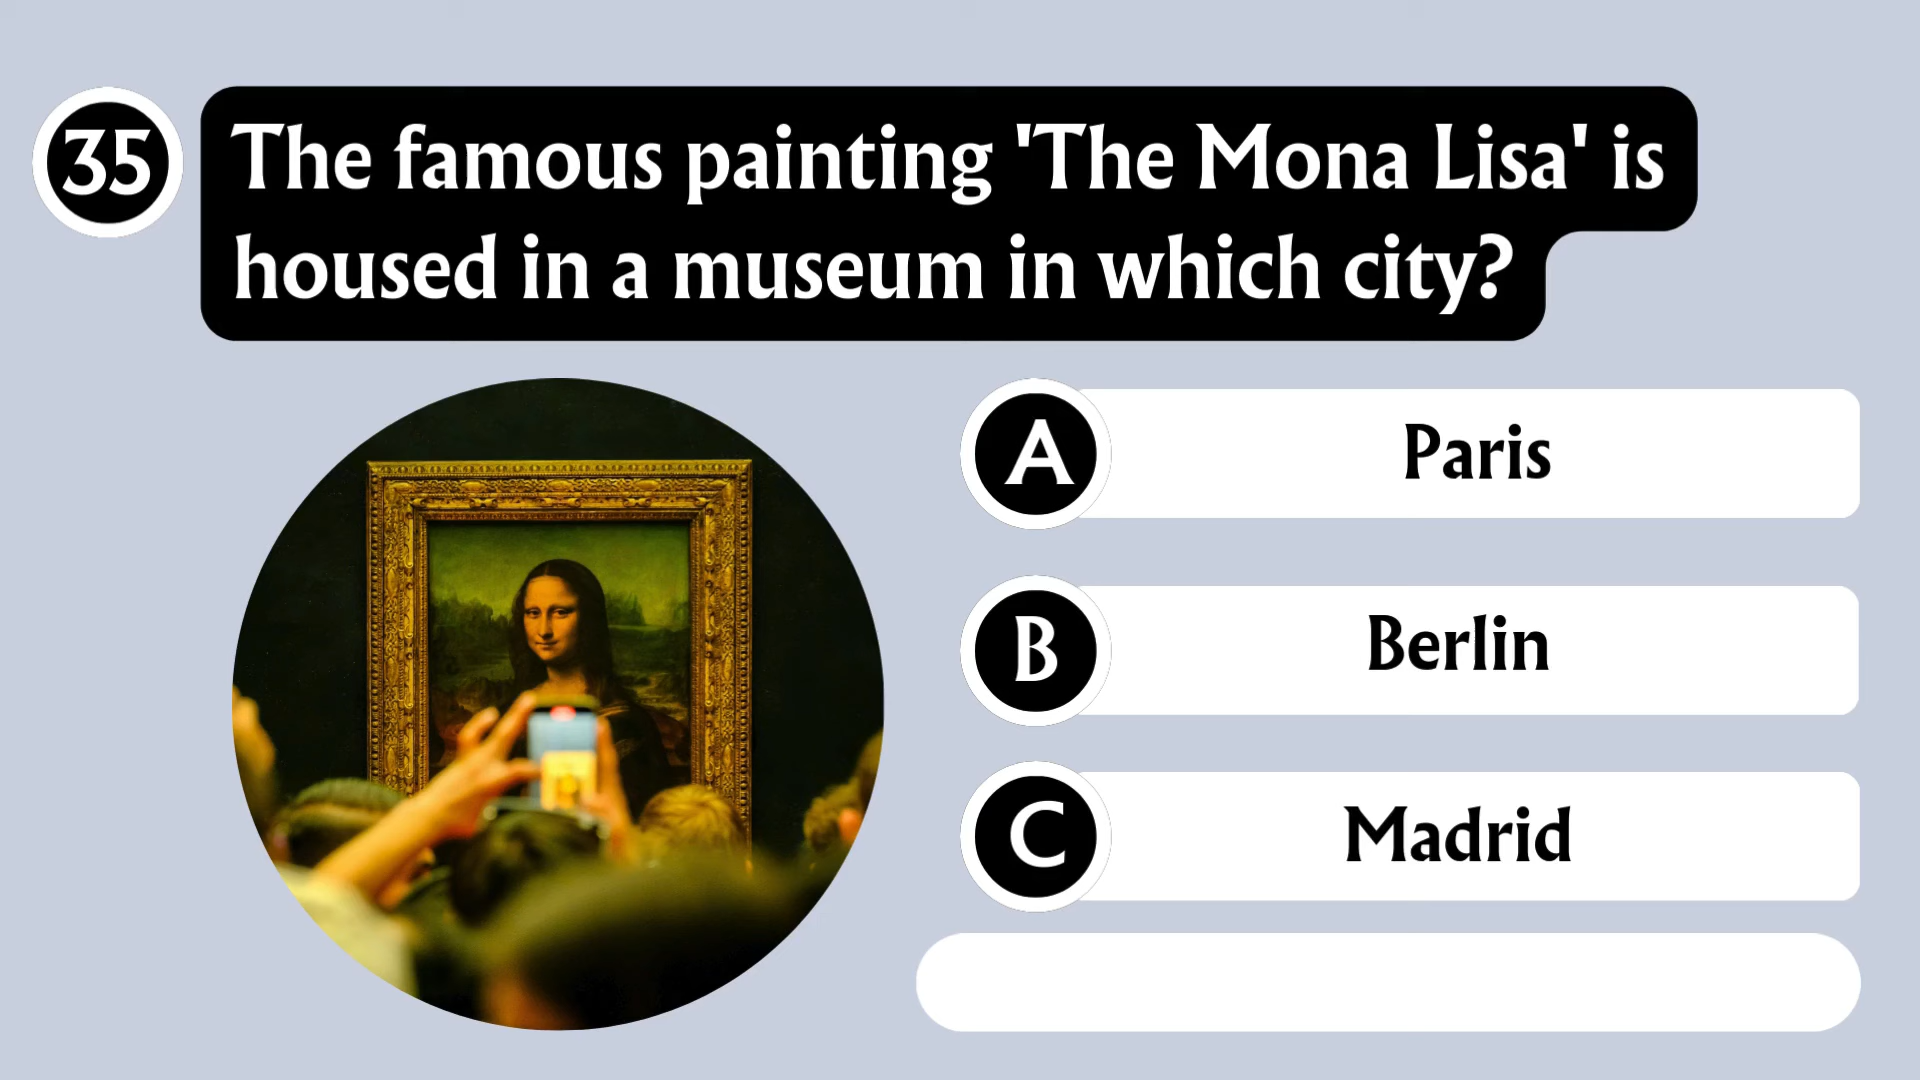 35
The famous painting 'The Mona Lisa' is
housed in a museum in which city?
A Paris
B Berlin
C Madrid